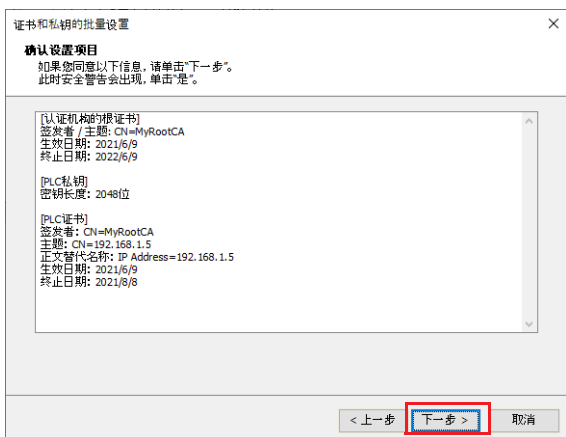 证书和私钥的批量设置
确认设置项目
如果您同意以下信息, 请单击"下一步"。
此时安全警告会出现, 单击"是"。
[认证机构的根证书]
签发者 / 主题: CN=MyRootCA
生效日期: 2021/6/9
终止日期: 2022/6/9
[PLC私钥]
密钥长度: 2048位
[PLC证书]
签发者: CN=MyRootCA
主题: CN=192.168.1.5
正文替代名称: IP Address=192.168.1.5
生效日期: 2021/6/9
终止日期: 2021/8/8
< 上一步
下一步 >
取消